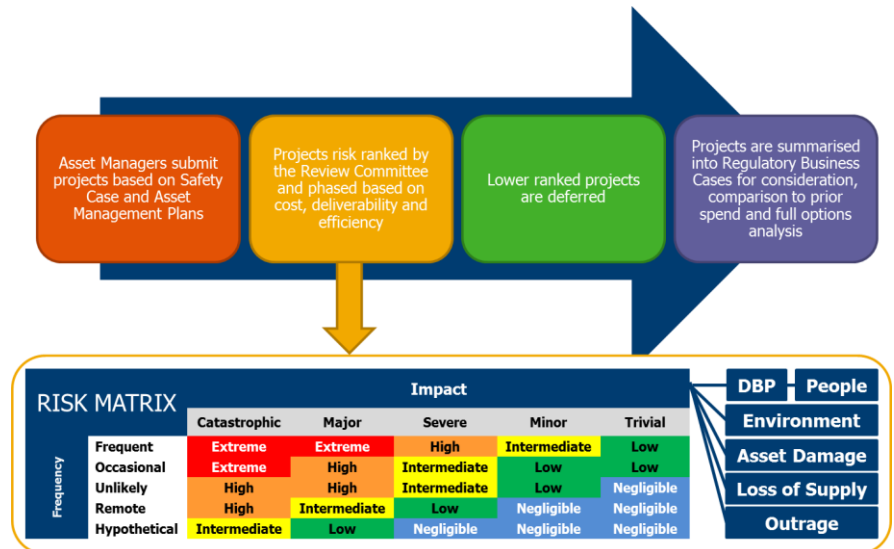 Asset Managers submit
projects based on Safety
Case and Asset
Management Plans
Projects risk ranked by
the Review Committee
and phased based on
cost, deliverability and
efficiency
Lower ranked projects
are deferred
Projects are summarised
into Regulatory Business
Cases for consideration,
comparison to prior
spend and full options
analysis
RISK MATRIX
Impact
Catastrophic Major Severe Minor Trivial
Frequency
Frequent Extreme Extreme High Intermediate Low
Occasional Extreme High Intermediate Low Low
Unlikely High High Intermediate Low Negligible
Remote High Intermediate Low Negligible Negligible
Hypothetical Intermediate Low Negligible Negligible Negligible
DBP People
Environment
Asset Damage
Loss of Supply
Outrage